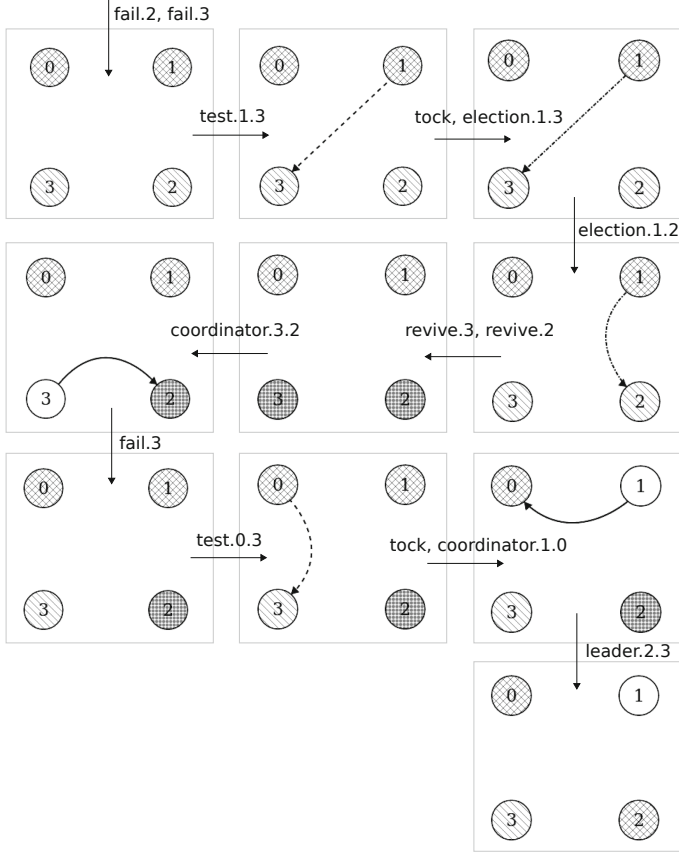 fail.2, fail.3
0 1
3 2
test.1.3
0 1
3 2
tock, election.1.3
0 1
3 2
election.1.2
0 1
3 2
revive.3, revive.2
0 1
3 2
coordinator.3.2
0 1
3 2
fail.3
0 1
3 2
test.0.3
0 1
3 2
tock, coordinator.1.0
0 1
3 2
leader.2.3
0 1
3 2